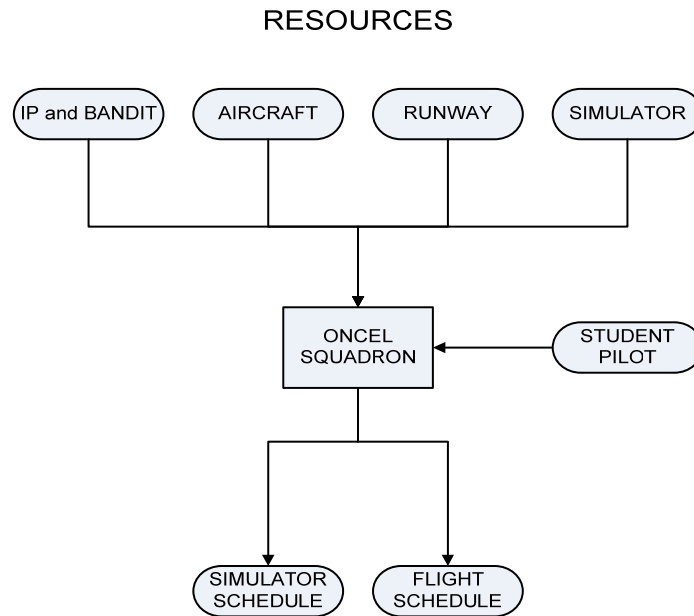 RESOURCES
IP and BANDIT
AIRCRAFT
RUNWAY
SIMULATOR
ONCEL
SQUADRON
STUDENT
PILOT
SIMULATOR
SCHEDULE
FLIGHT
SCHEDULE